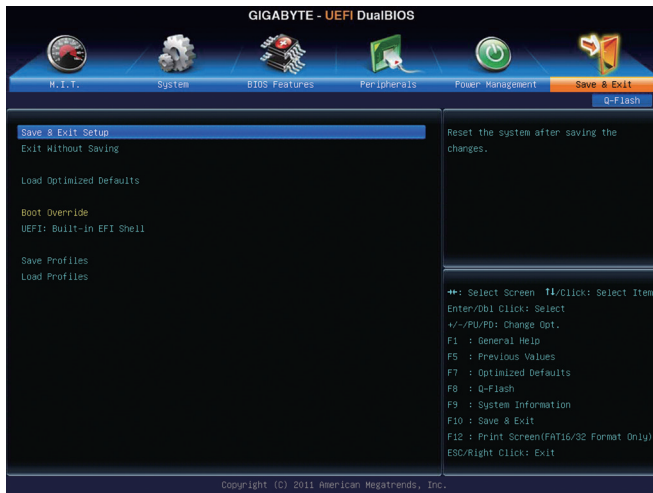 GIGABYTE - UEFI DualBIOS
M.I.T.
System
BIOS Features
Peripherals
Power Management
Save & Exit
Q-Flash
Save & Exit Setup
Exit Without Saving
Load Optimized Defaults
Boot Override
UEFI: Built-in EFI Shell
Save Profiles
Load Profiles
Reset the system after saving the
changes.
→←: Select Screen ↑↓/Click: Select Item
Enter/Dbl Click: Select
+/-/PU/PD: Change Opt.
F1 : General Help
F5 : Previous Values
F7 : Optimized Defaults
F8 : Q-Flash
F9 : System Information
F10 : Save & Exit
F12 : Print Screen(FAT16/32 Format Only)
ESC/Right Click: Exit
Copyright (C) 2011 American Megatrends, Inc.